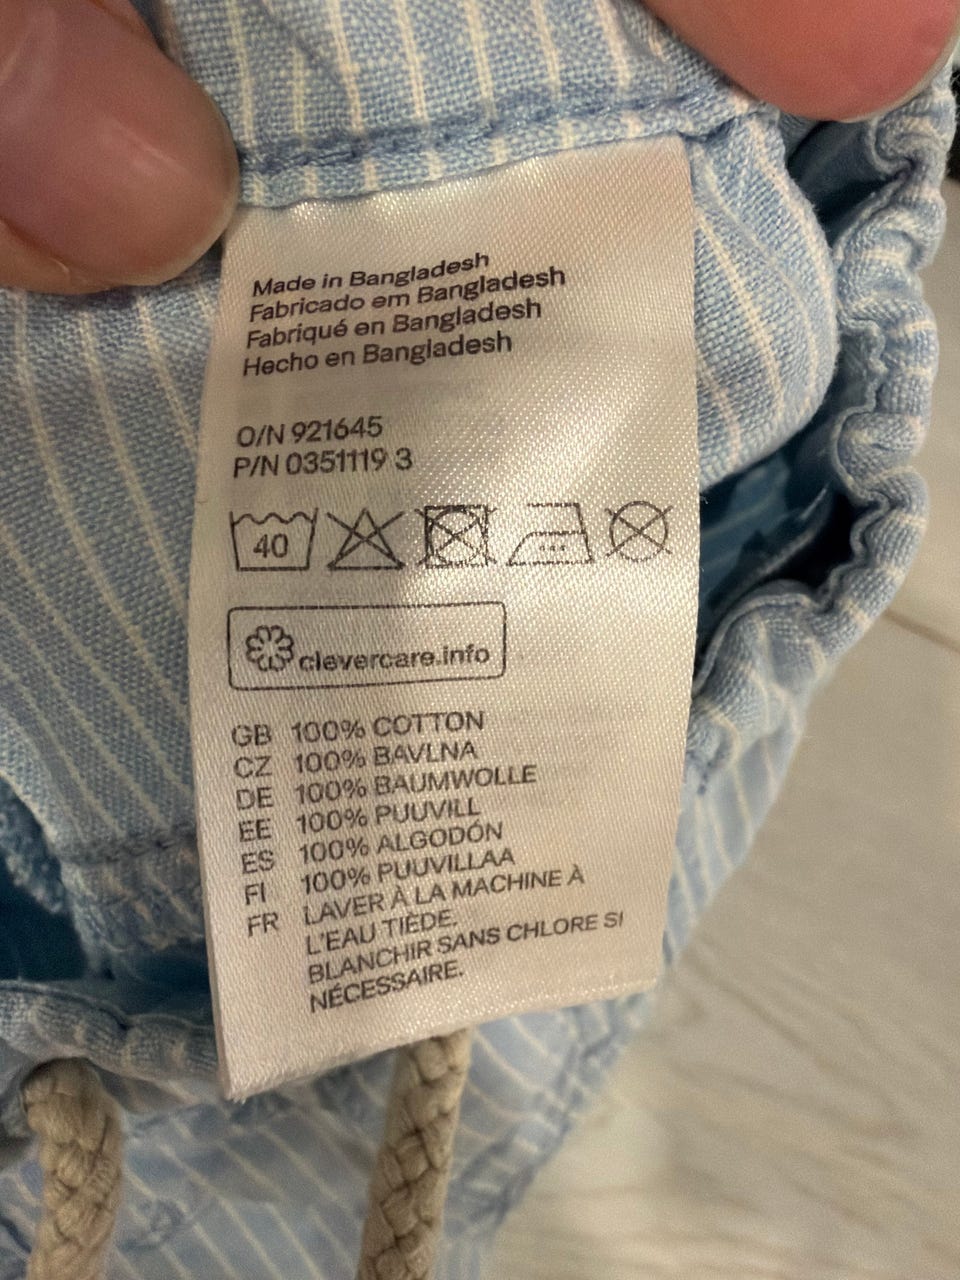 Made in Bangladesh
Fabricado em Bangladesh
Fabriqué en Bangladesh
Hecho en Bangladesh
O/N 921645
P/N 0351119 3
40
clevercare.info
GB 100% COTTON
CZ 100% BAVLNA
DE 100% BAUMWOLLE
EE 100% PUUVILL
ES 100% ALGODÓN
FI 100% PUUVILLAA
FR LAVER À LA MACHINE À
L'EAU TIÈDE.
BLANCHIR SANS CHLORE SI
NÉCESSAIRE.